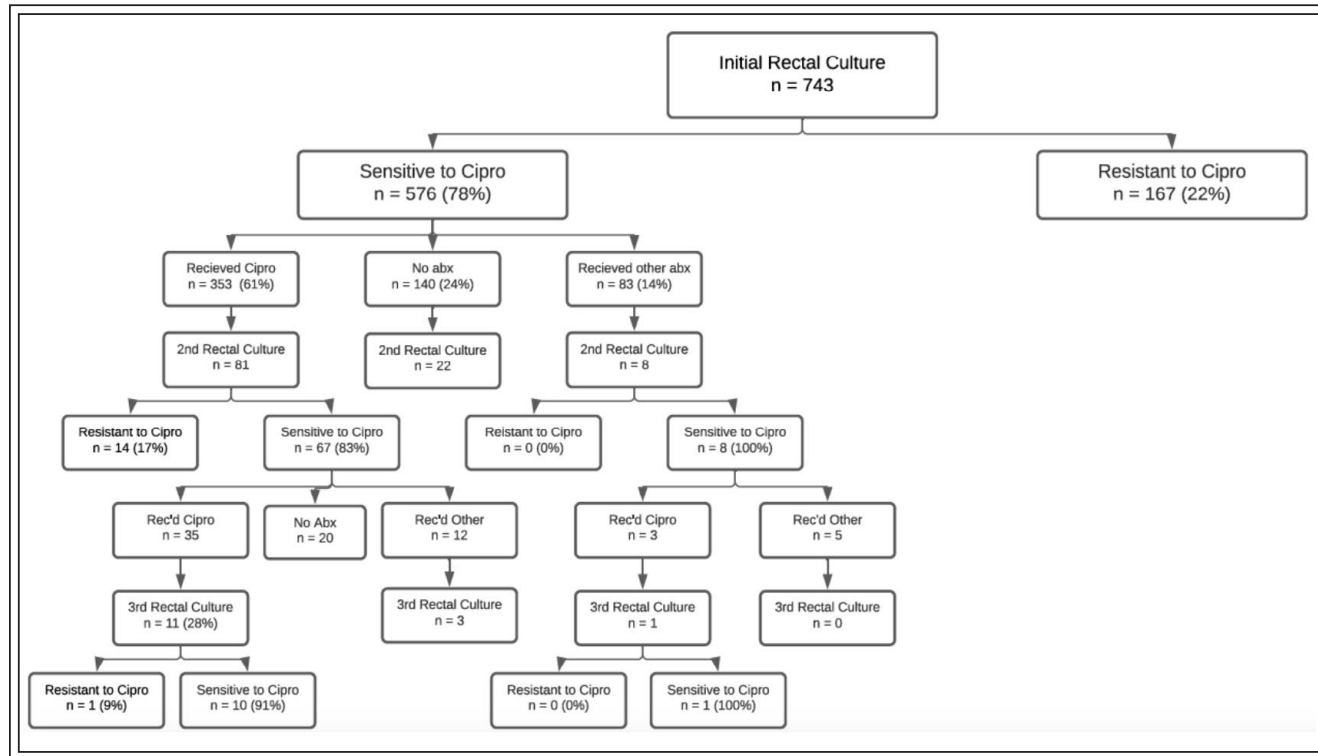 Initial Rectal Culture
n = 743
Sensitive to Cipro
n = 576 (78%)
Resistant to Cipro
n = 167 (22%)
Recieved Cipro
n = 353 (61%)
No abx
n = 140 (24%)
Recieved other abx
n = 83 (14%)
2nd Rectal Culture
n = 81
2nd Rectal Culture
n = 22
2nd Rectal Culture
n = 8
Resistant to Cipro
n = 14 (17%)
Sensitive to Cipro
n = 67 (83%)
Reistant to Cipro
n = 0 (0%)
Sensitive to Cipro
n = 8 (100%)
Rec'd Cipro
n = 35
No Abx
n = 20
Rec'd Other
n = 12
Rec'd Cipro
n = 3
Rec'd Other
n = 5
3rd Rectal Culture
n = 11 (28%)
3rd Rectal Culture
n = 3
3rd Rectal Culture
n = 1
3rd Rectal Culture
n = 0
Resistant to Cipro
n = 1 (9%)
Sensitive to Cipro
n = 10 (91%)
Resistant to Cipro
n = 0 (0%)
Sensitive to Cipro
n = 1 (100%)